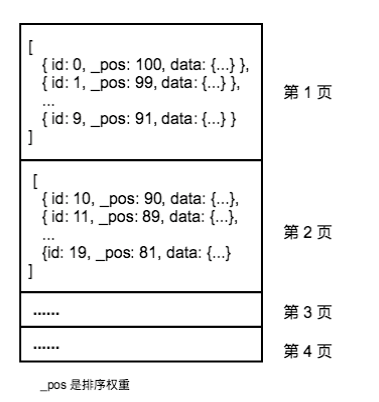 [
{ id: 0, _pos: 100, data: {...} },
{ id: 1, _pos: 99, data: {...} },
...
{ id: 9, _pos: 91, data: {...} }
]
第 1 页
[
{ id: 10, _pos: 90, data: {...},
{ id: 11, _pos: 89, data: {...},
...
{id: 19, _pos: 81, data: {...}
]
第 2 页
......
第 3 页
......
第 4 页
_pos 是排序权重